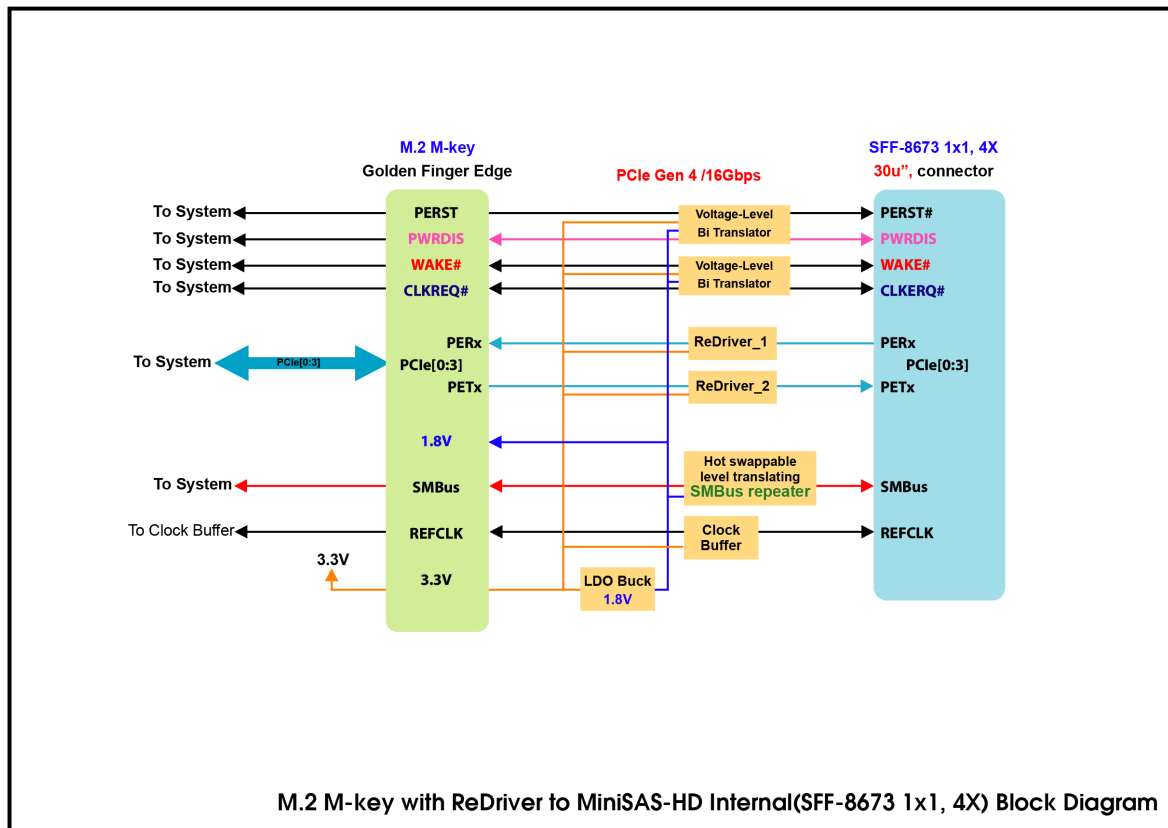 M.2 M-key
Golden Finger Edge
PCIe Gen 4 /16Gbps
SFF-8673 1x1, 4X
30u”, connector
To System
PERST
Voltage-Level
Bi Translator
PERST#
To System
PWRDIS
PWRDIS
To System
WAKE#
Voltage-Level
Bi Translator
WAKE#
To System
CLKREQ#
CLKERQ#
To System
PCIe[0:3]
PERx
PCIe[0:3]
PETx
ReDriver_1
ReDriver_2
PERx
PCIe[0:3]
PETx
1.8V
To System
SMBus
Hot swappable
level translating
SMBus repeater
SMBus
To Clock Buffer
REFCLK
Clock
Buffer
REFCLK
3.3V
3.3V
LDO Buck
1.8V
M.2 M-key with ReDriver to MiniSAS-HD Internal(SFF-8673 1x1, 4X) Block Diagram